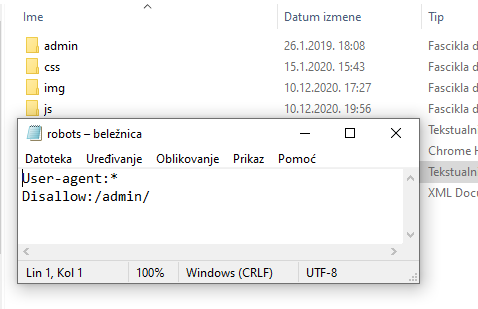 Ime Datum izmene Tip
admin 26.1.2019. 18:08 Fascikla d
css 15.1.2020. 15:43 Fascikla d
img 10.12.2020. 17:27 Fascikla d
js 10.12.2020. 19:56 Fascikla d
robots – beležnica
Tekstualn
Datoteka Uređivanje Oblikovanje Prikaz Pomoć
Chrome H
User-agent:*
Tekstualn
Disallow:/admin/
XML Docu
Lin 1, Kol 1 100% Windows (CRLF) UTF-8